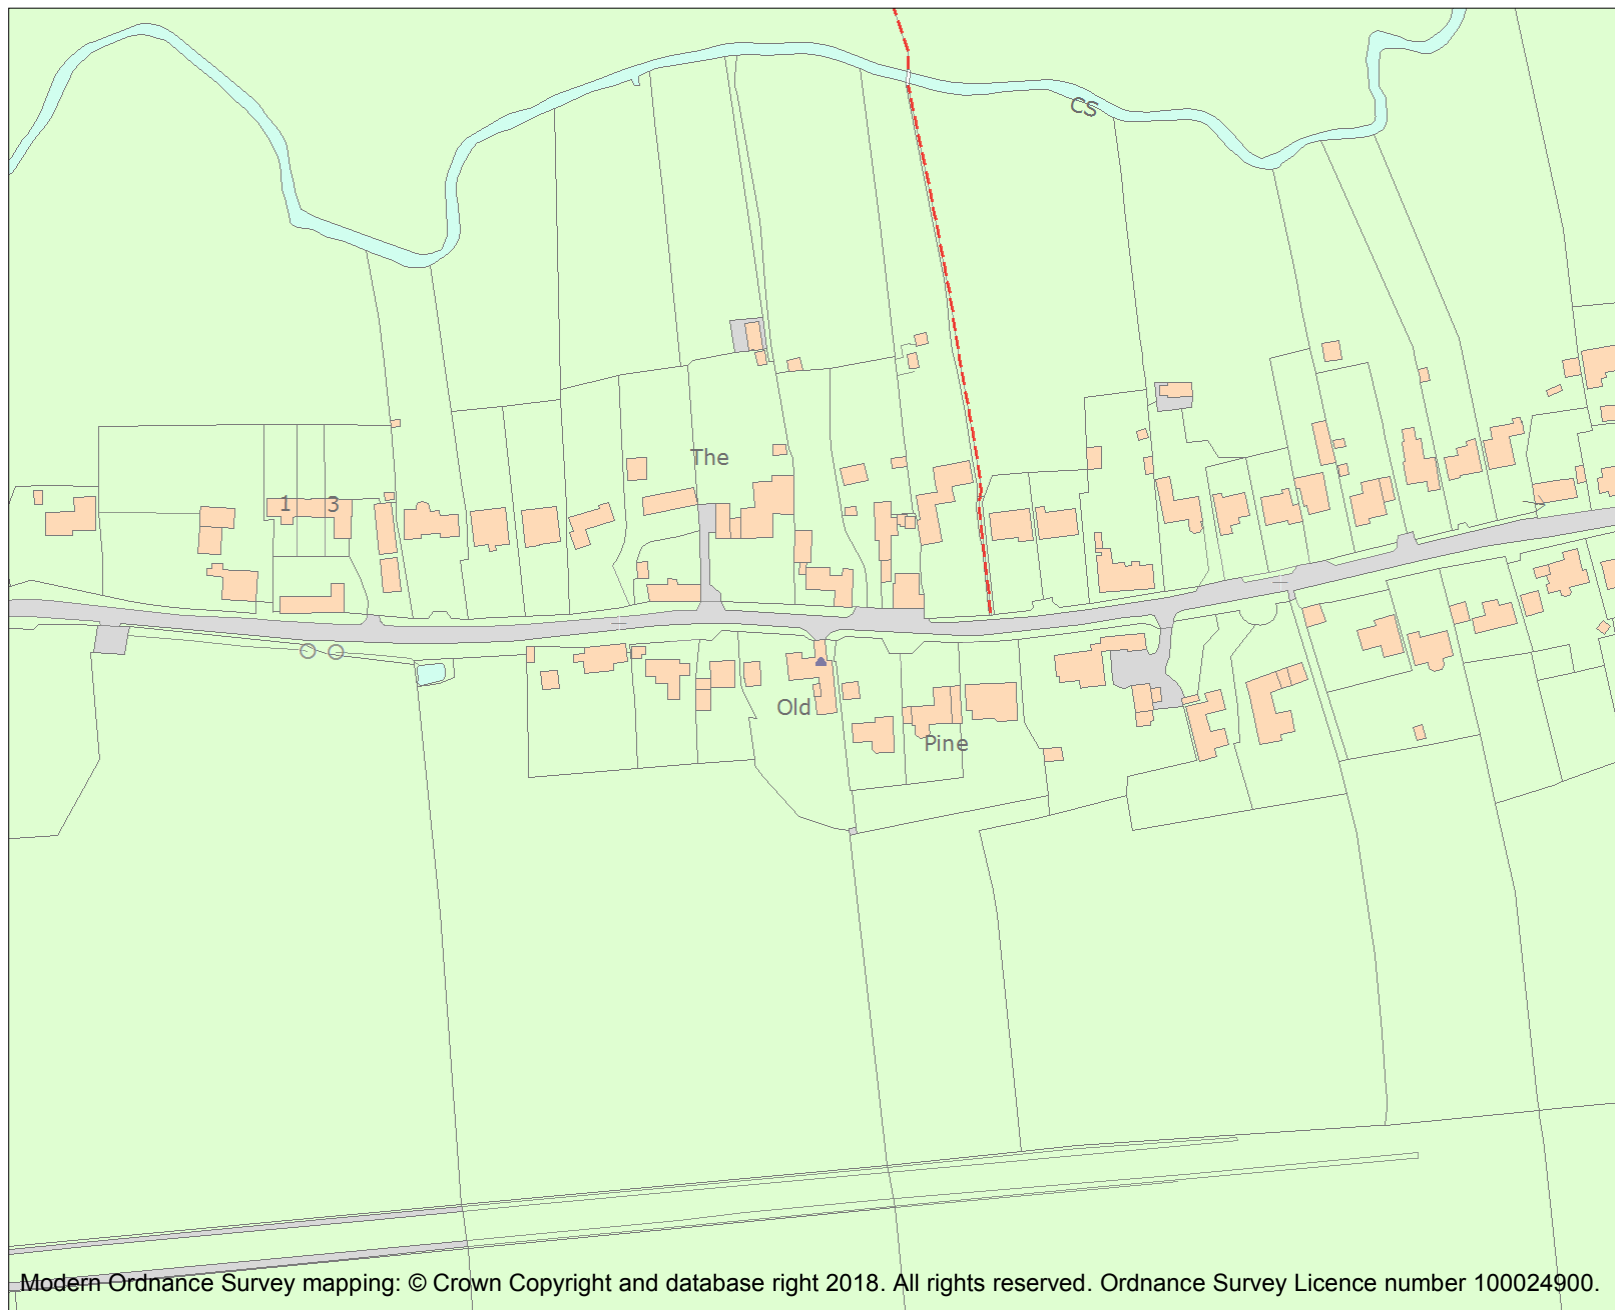 CS
The
1 3
Old
Pine
Modern Ordnance Survey mapping: © Crown Copyright and database right 2018. All rights reserved. Ordnance Survey Licence number 100024900.